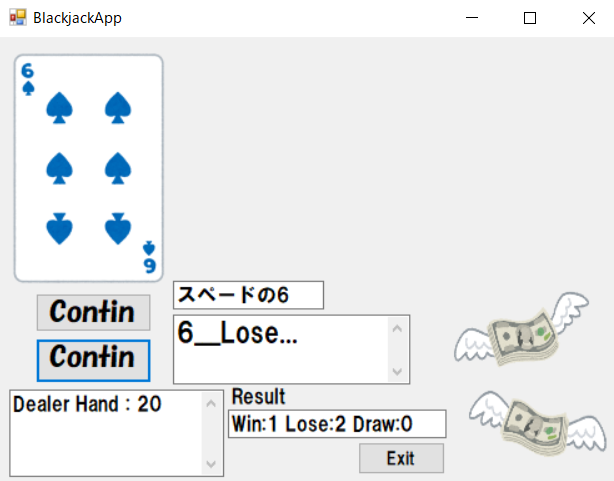 BlackjackApp
6
9
スペードの6
Contin
6__Lose...
Contin
Dealer Hand : 20
Result
Win:1 Lose:2 Draw:0
Exit